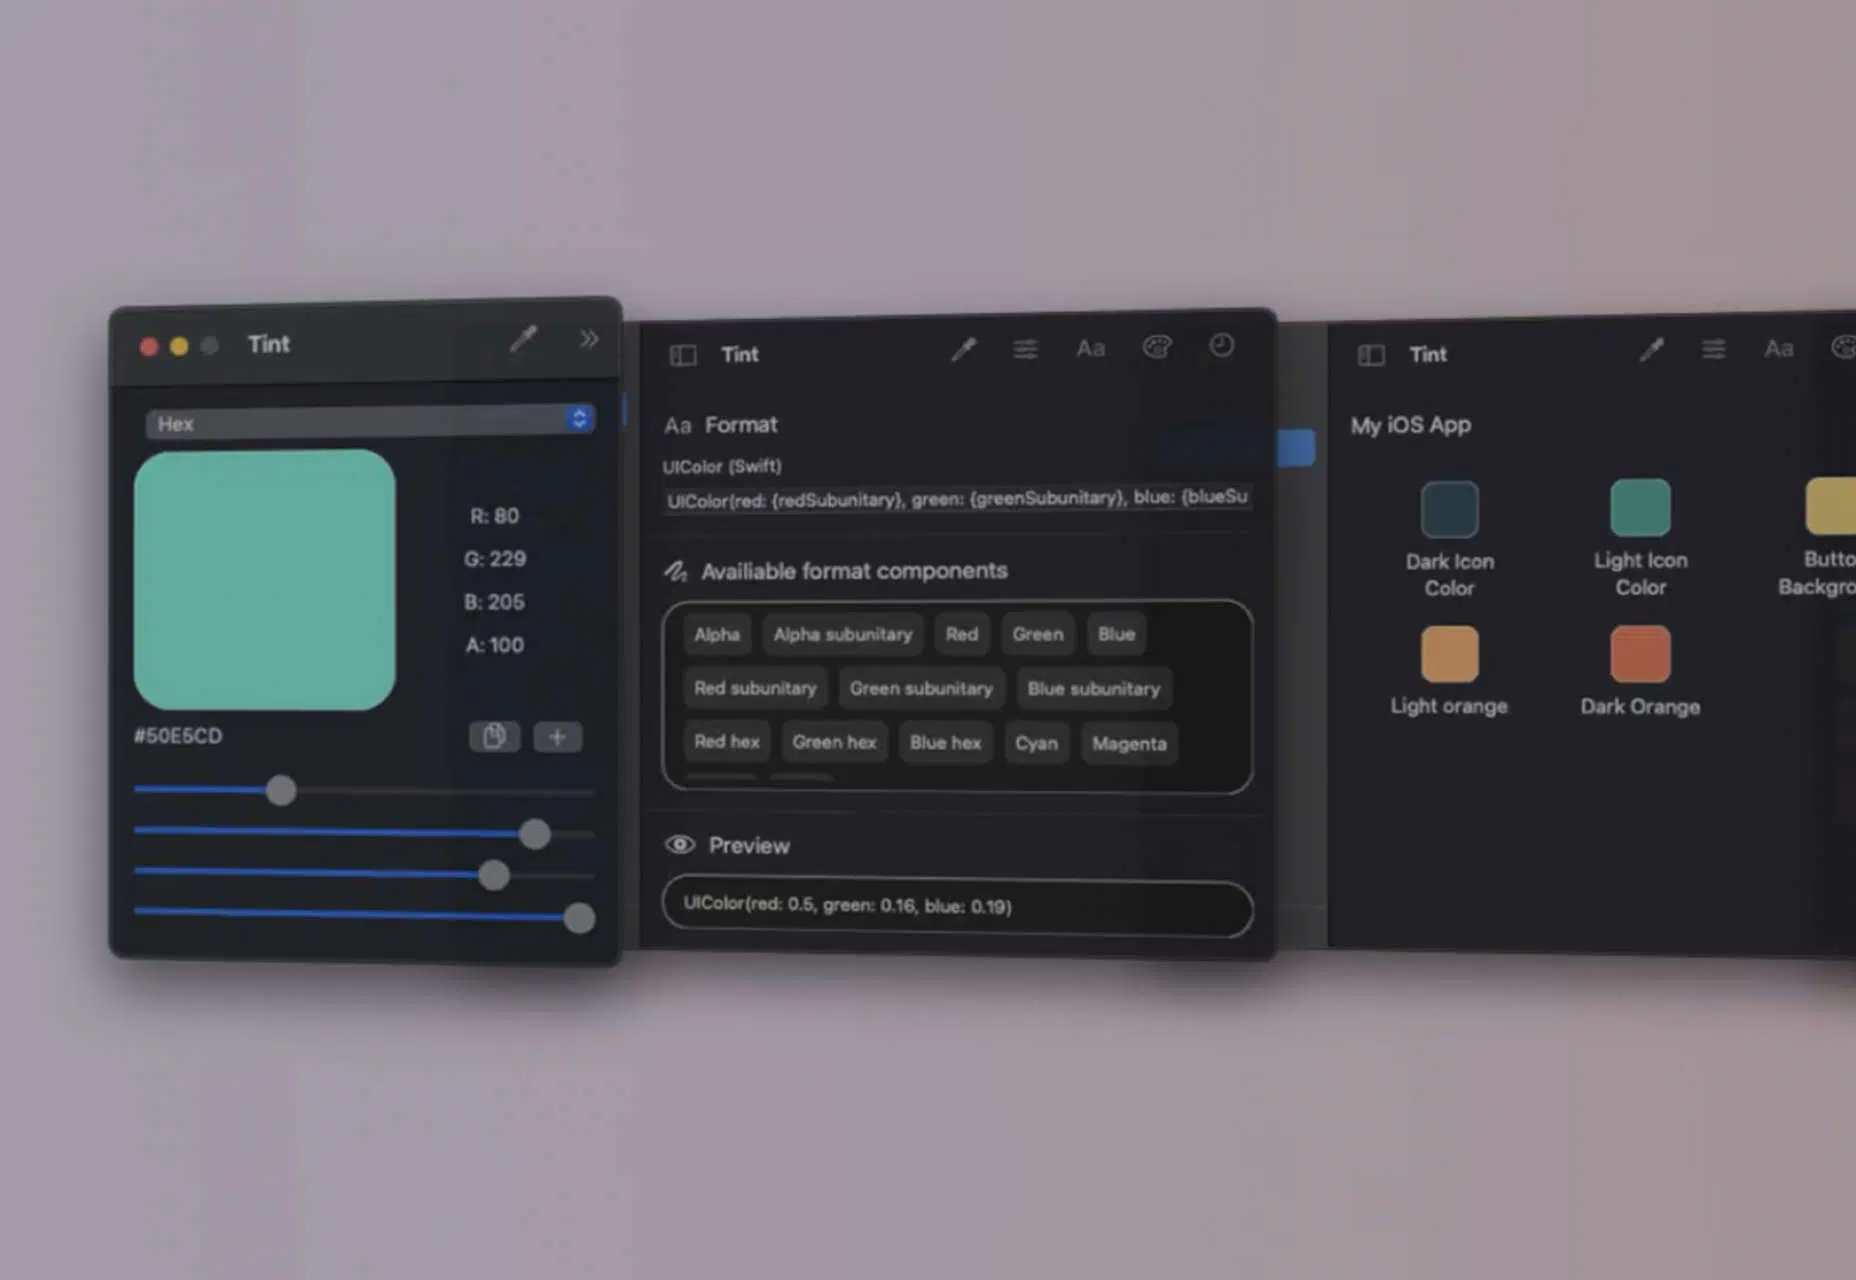 Tint
Hex
R: 80
G: 229
B: 205
A: 100
#50E5CD
Tint
Aa
Aa Format
UIColor (Swift)
UIColor(red: {redSubunitary}, green: {greenSubunitary}, blue: {blueSu
Availiable format components
Alpha Alpha subunitary Red Green Blue
Red subunitary Green subunitary Blue subunitary
Red hex Green hex Blue hex Cyan Magenta
Preview
UIColor(red: 0.5, green: 0.16, blue: 0.19)
Tint
Aa
My iOS App
Dark Icon
Color
Light Icon
Color
Butto
Backgro
Light orange
Dark Orange